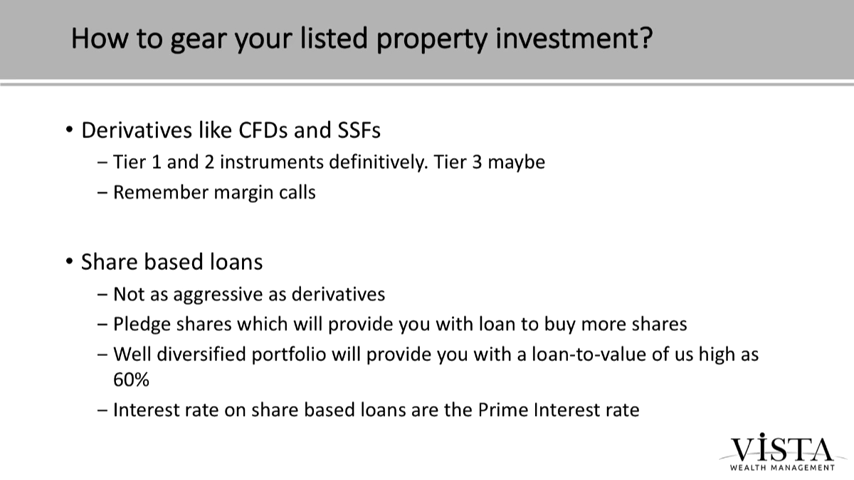 How to gear your listed property investment?
• Derivatives like CFDs and SSFs
– Tier 1 and 2 instruments definitively. Tier 3 maybe
– Remember margin calls
• Share based loans
– Not as aggressive as derivatives
– Pledge shares which will provide you with loan to buy more shares
– Well diversified portfolio will provide you with a loan-to-value of us high as
60%
– Interest rate on share based loans are the Prime Interest rate
VISTA
WEALTH MANAGEMENT